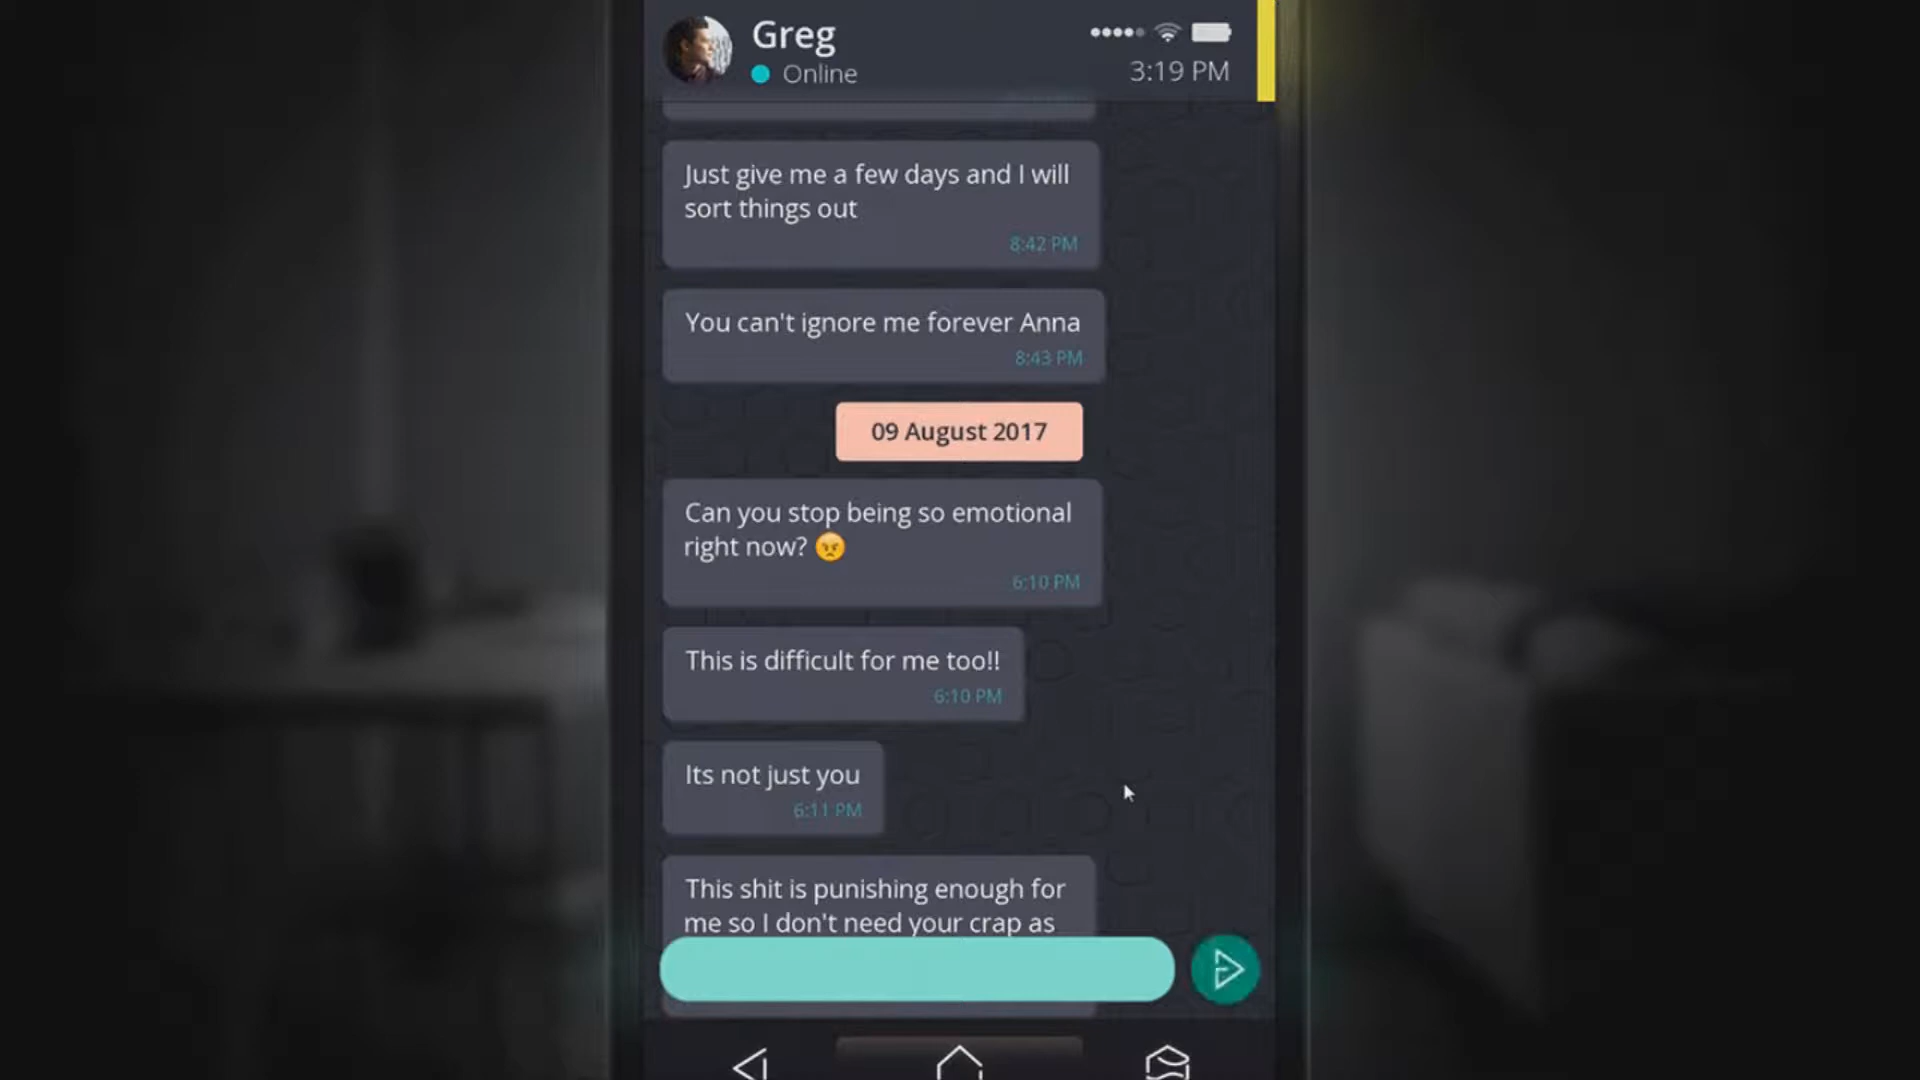 Greg
Online
3:19 PM
Just give me a few days and I will
sort things out
8:42 PM
You can't ignore me forever Anna
8:43 PM
09 August 2017
Can you stop being so emotional
right now? 😠
6:10 PM
This is difficult for me too!!
6:10 PM
Its not just you
6:11 PM
This shit is punishing enough for
me so I don't need your crap as